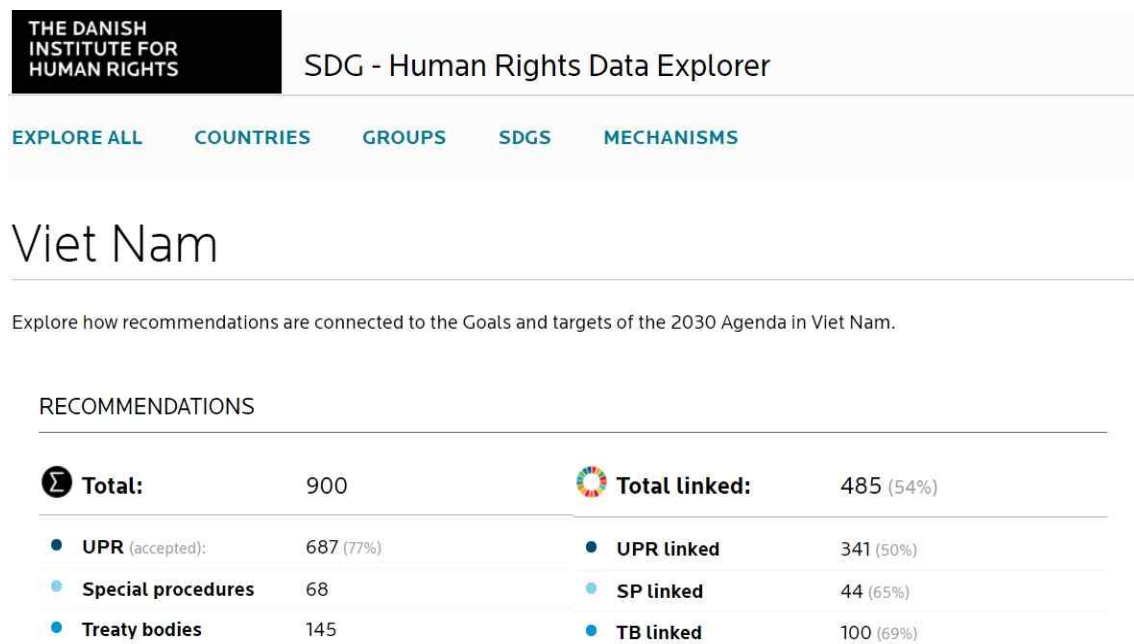 THE DANISH
INSTITUTE FOR
HUMAN RIGHTS
SDG - Human Rights Data Explorer
EXPLORE ALL COUNTRIES GROUPS SDGS MECHANISMS
Viet Nam
Explore how recommendations are connected to the Goals and targets of the 2030 Agenda in Viet Nam.
RECOMMENDATIONS
Σ Total: 900 Total linked: 485 (54%)
UPR (accepted): 687 (77%) UPR linked 341 (50%)
Special procedures 68 SP linked 44 (65%)
Treaty bodies 145 TB linked 100 (69%)